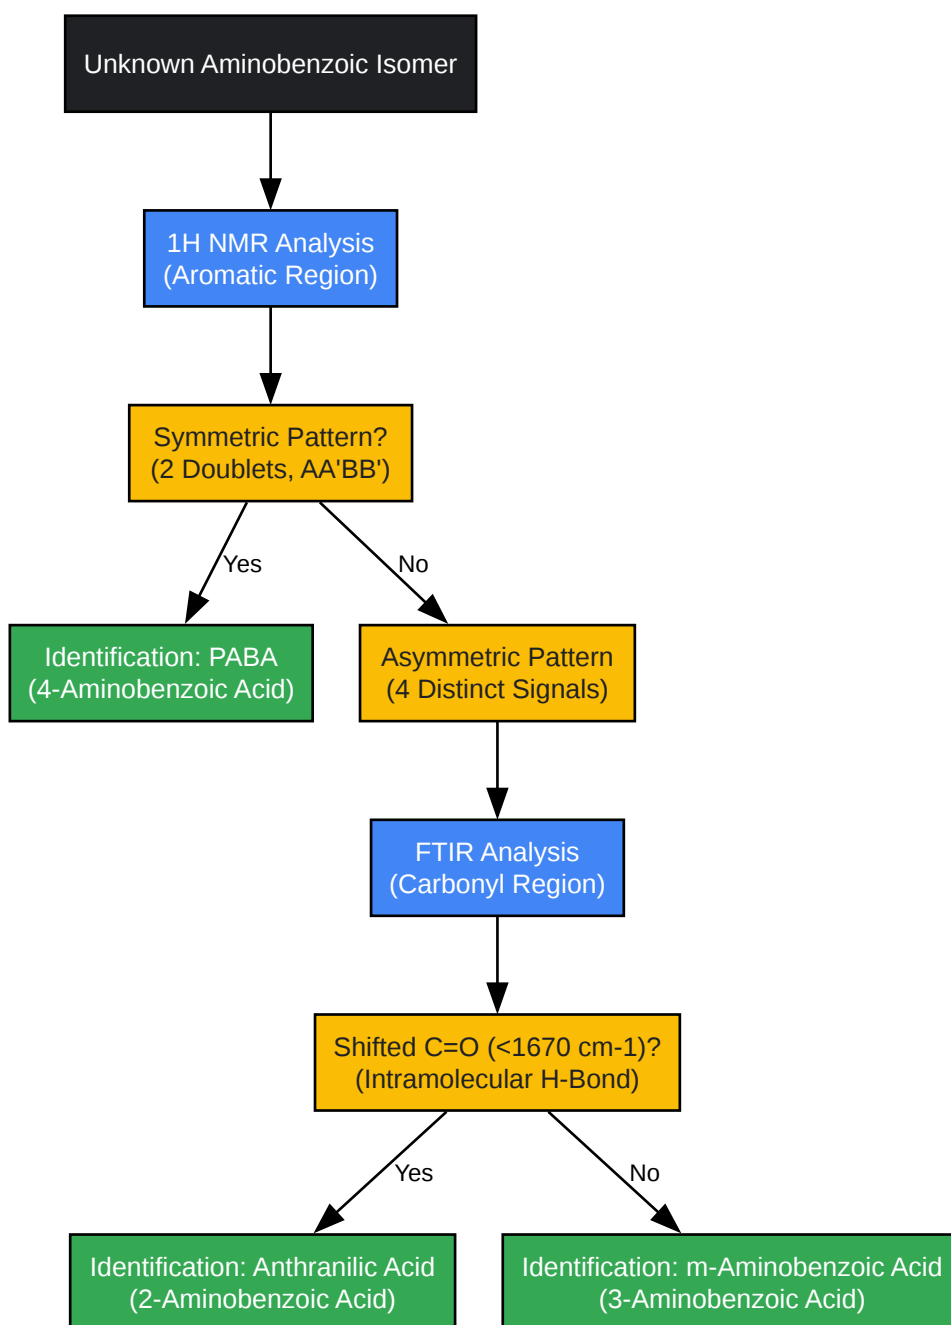 Unknown Aminobenzoic Isomer
1H NMR Analysis
(Aromatic Region)
Symmetric Pattern?
(2 Doublets, AA'BB')
Yes
No
Identification: PABA
(4-Aminobenzoic Acid)
Asymmetric Pattern
(4 Distinct Signals)
FTIR Analysis
(Carbonyl Region)
Shifted C=O (<1670 cm-1)?
(Intramolecular H-Bond)
Yes
No
Identification: Anthranilic Acid
(2-Aminobenzoic Acid)
Identification: m-Aminobenzoic Acid
(3-Aminobenzoic Acid)